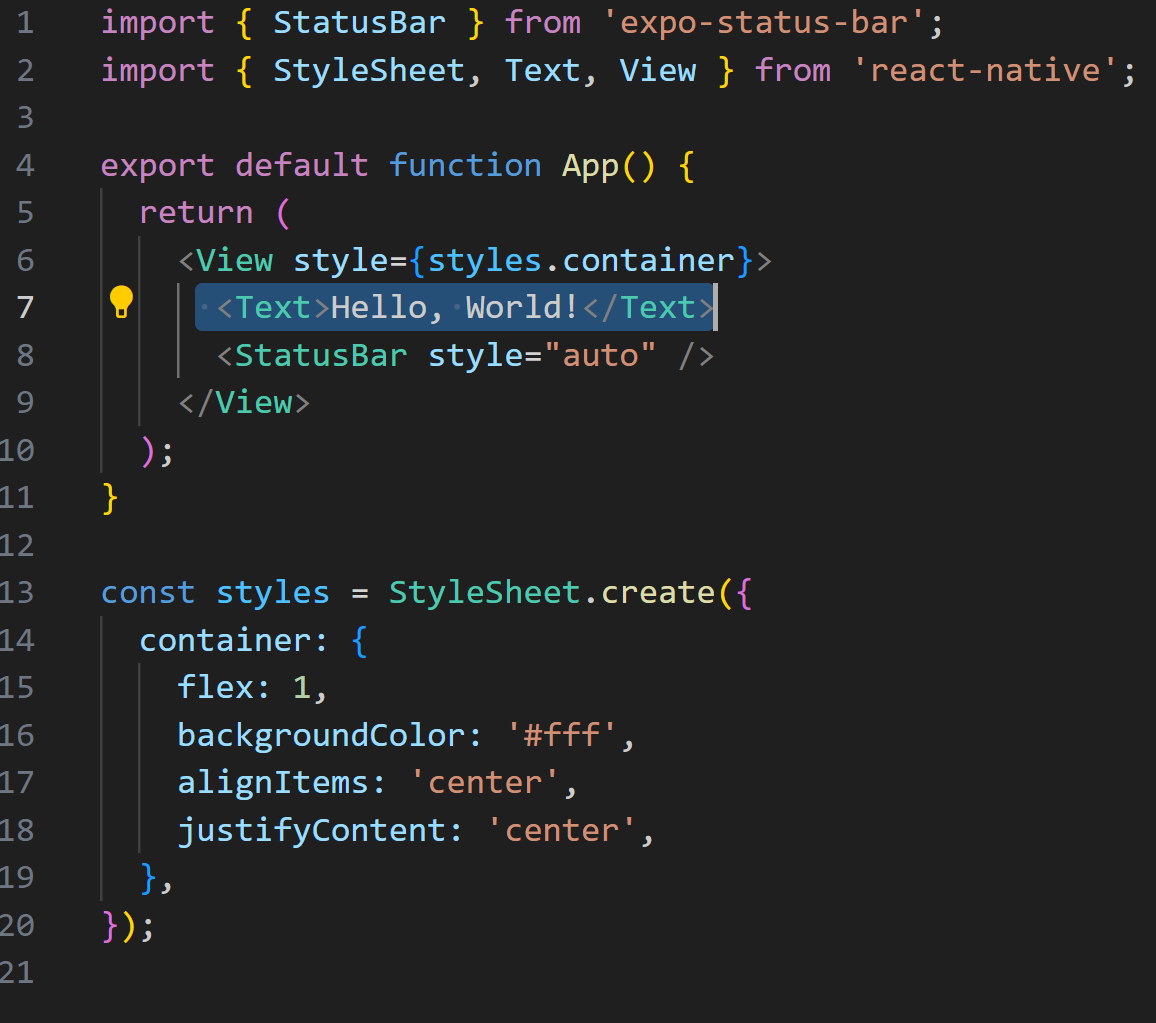 1 import { StatusBar } from 'expo-status-bar';
2 import { StyleSheet, Text, View } from 'react-native';
3
4 export default function App() {
5   return (
6     <View style={styles.container}>
7       <Text>Hello, World!</Text>
8       <StatusBar style="auto" />
9     </View>
10   );
11 }
12
13 const styles = StyleSheet.create({
14   container: {
15     flex: 1,
16     backgroundColor: '#fff',
17     alignItems: 'center',
18     justifyContent: 'center',
19   },
20 });
21